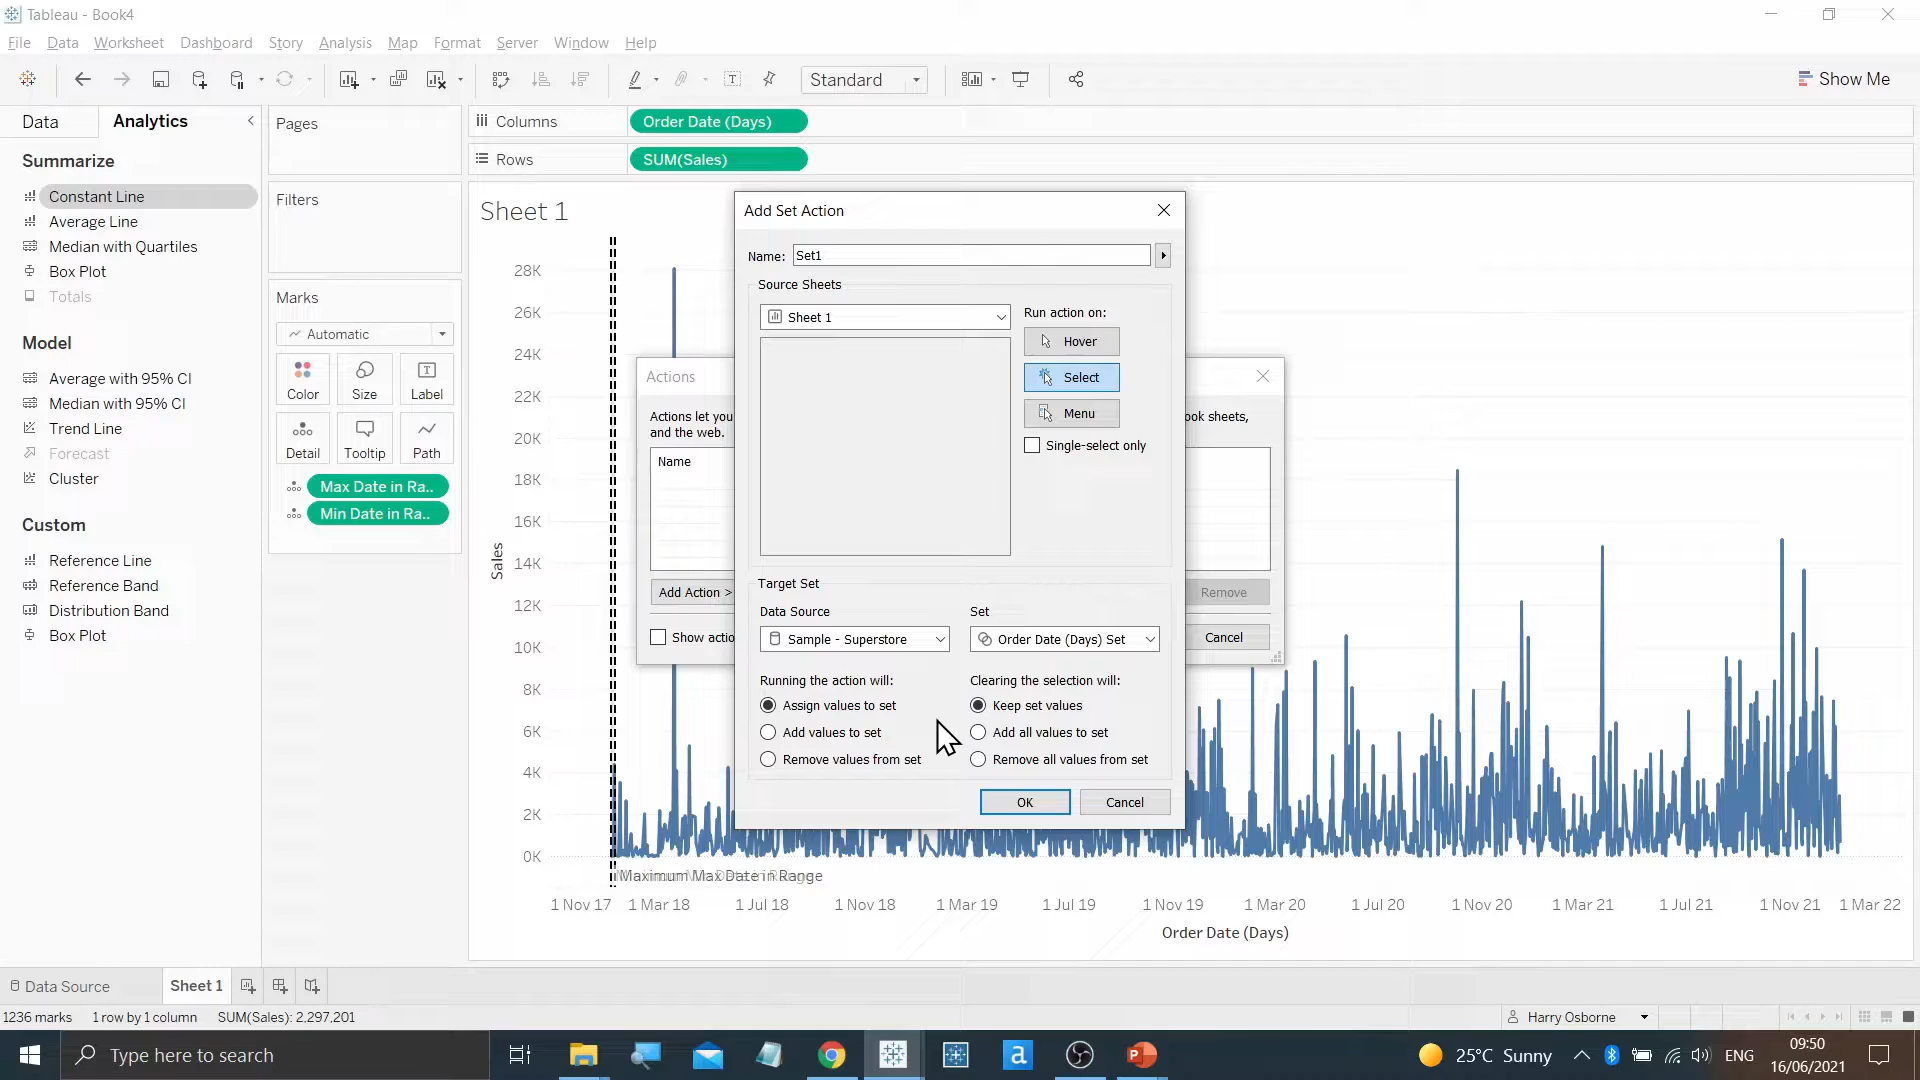 Tableau - Book4
File Data Worksheet Dashboard Story Analysis Map Format Server Window Help
Standard
Show Me
Data
Analytics
Summarize
Constant Line
Average Line
Median with Quartiles
Box Plot
Totals
Model
Average with 95% CI
Median with 95% CI
Trend Line
Forecast
Cluster
Custom
Reference Line
Reference Band
Distribution Band
Box Plot
Pages
Filters
Marks
Automatic
Color Size Label
Detail Tooltip Path
Max Date in Ra..
Min Date in Ra..
Columns
Order Date (Days)
Rows
SUM(Sales)
Sheet 1
Sales
28K
26K
24K
22K
20K
18K
16K
14K
12K
10K
8K
6K
4K
2K
0K
Maximum Max Date in Range
1 Nov 17 1 Mar 18 1 Jul 18 1 Nov 18 1 Mar 19 1 Jul 19 1 Nov 19 1 Mar 20 1 Jul 20 1 Nov 20 1 Mar 21 1 Jul 21 1 Nov 21 1 Mar 22
Order Date (Days)
Actions
Actions let you
ook sheets,
and the web.
Name
Add Action >
Remove
Show actio
Cancel
Add Set Action
Name: Set1
Source Sheets
Sheet 1
Run action on:
Hover
Select
Menu
Single-select only
Target Set
Data Source
Set
Sample - Superstore
Order Date (Days) Set
Running the action will:
Clearing the selection will:
Assign values to set
Keep set values
Add values to set
Add all values to set
Remove values from set
Remove all values from set
OK
Cancel
Data Source
Sheet 1
1236 marks 1 row by 1 column SUM(Sales): 2,297,201
Harry Osborne
Type here to search
25°C Sunny
ENG
09:50
16/06/2021